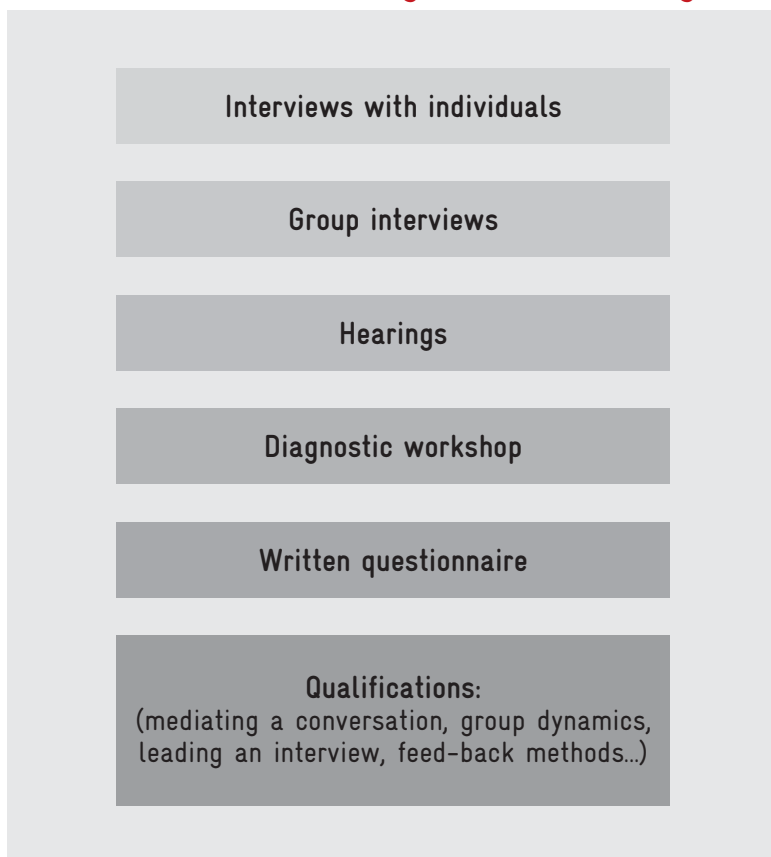 Interviews with individuals
Group interviews
Hearings
Diagnostic workshop
Written questionnaire
Qualifications:
(mediating a conversation, group dynamics,
leading an interview, feed-back methods...)